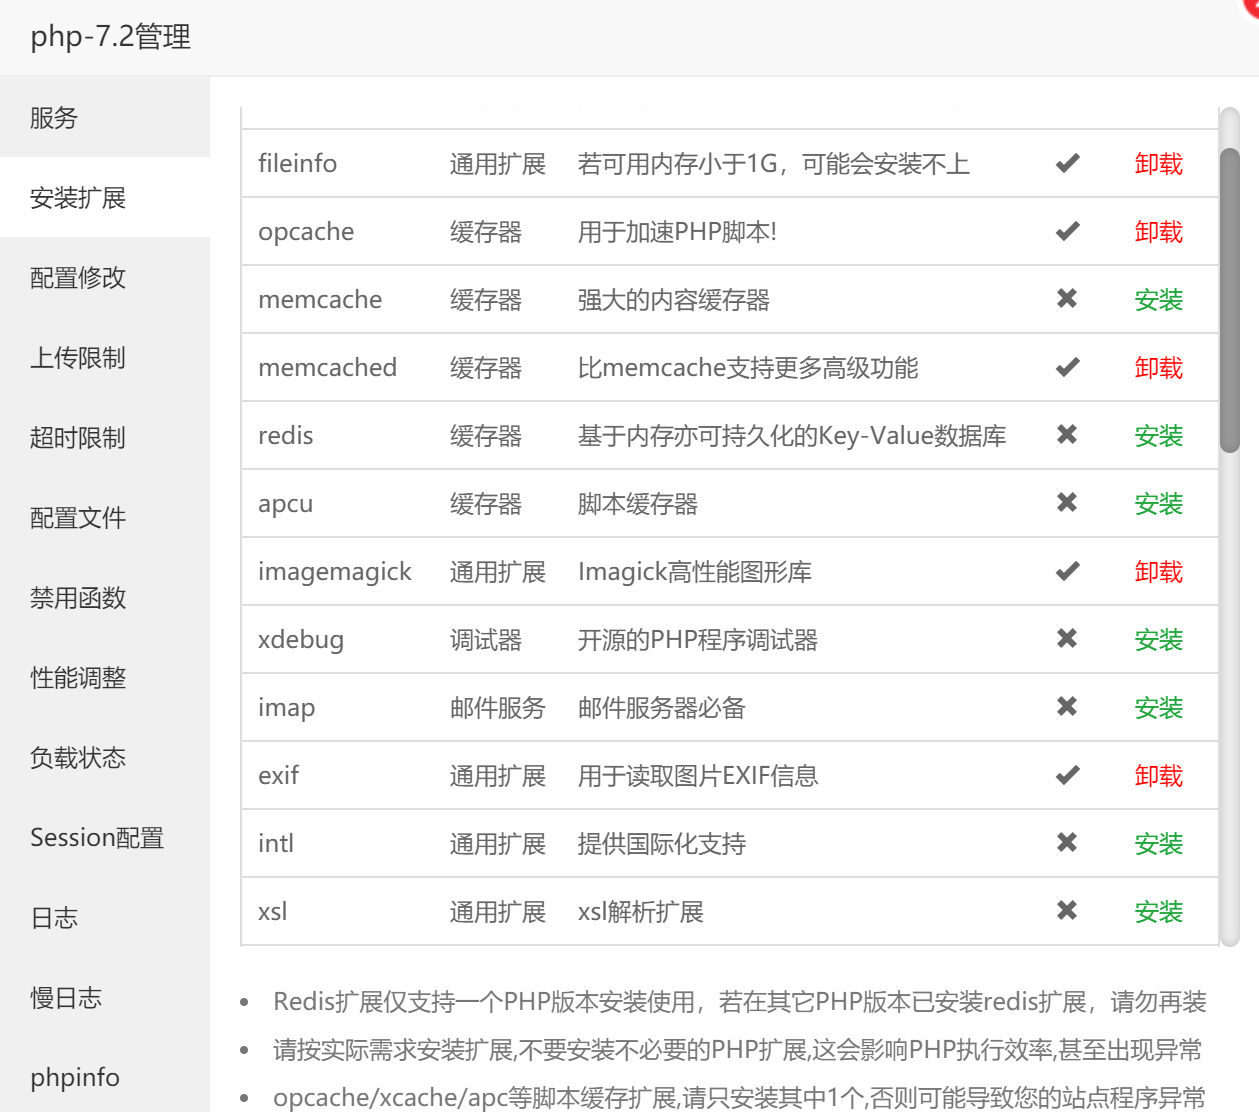 php-7.2管理
服务
安装扩展
配置修改
上传限制
超时限制
配置文件
禁用函数
性能调整
负载状态
Session配置
日志
慢日志
phpinfo
fileinfo 通用扩展 若可用内存小于1G，可能会安装不上 卸载
opcache 缓存器 用于加速PHP脚本! 卸载
memcache 缓存器 强大的内容缓存器 安装
memcached 缓存器 比memcache支持更多高级功能 卸载
redis 缓存器 基于内存亦可持久化的Key-Value数据库 安装
apcu 缓存器 脚本缓存器 安装
imagemagick 通用扩展 Imagick高性能图形库 卸载
xdebug 调试器 开源的PHP程序调试器 安装
imap 邮件服务 邮件服务器必备 安装
exif 通用扩展 用于读取图片EXIF信息 卸载
intl 通用扩展 提供国际化支持 安装
xsl 通用扩展 xsl解析扩展 安装
Redis扩展仅支持一个PHP版本安装使用，若在其它PHP版本已安装redis扩展，请勿再装
请按实际需求安装扩展,不要安装不必要的PHP扩展,这会影响PHP执行效率,甚至出现异常
opcache/xcache/apc等脚本缓存扩展,请只安装其中1个,否则可能导致您的站点程序异常